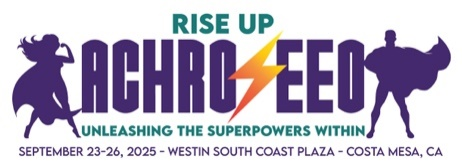 RISE UP
ACHRO EEO
UNLEASHING THE SUPERPOWERS WITHIN
SEPTEMBER 23-26, 2025 - WESTIN SOUTH COAST PLAZA - COSTA MESA, CA